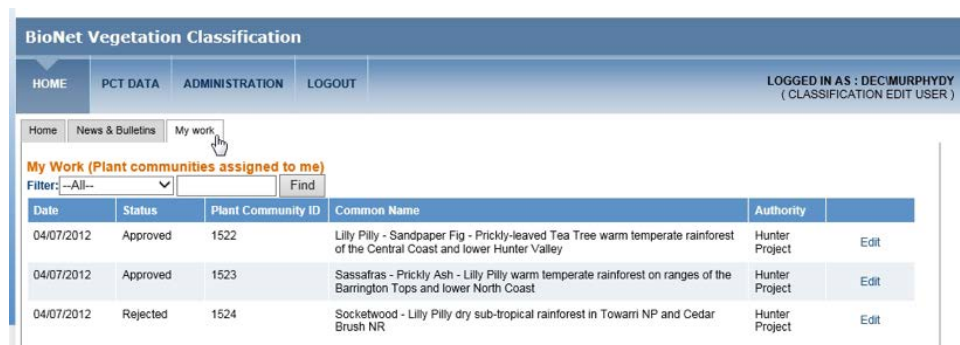 BioNet Vegetation Classification
HOME PCT DATA ADMINISTRATION LOGOUT
LOGGED IN AS : DEC\MURPHYDY
( CLASSIFICATION EDIT USER )
Home News & Bulletins My work
My Work (Plant communities assigned to me)
Filter: --All-- Find
Date Status Plant Community ID Common Name Authority
04/07/2012 Approved 1522 Lilly Pilly - Sandpaper Fig - Prickly-leaved Tea Tree warm temperate rainforest of the Central Coast and lower Hunter Valley Hunter Project Edit
04/07/2012 Approved 1523 Sassafras - Prickly Ash - Lilly Pilly warm temperate rainforest on ranges of the Barrington Tops and lower North Coast Hunter Project Edit
04/07/2012 Rejected 1524 Socketwood - Lilly Pilly dry sub-tropical rainforest in Towarri NP and Cedar Brush NR Hunter Project Edit